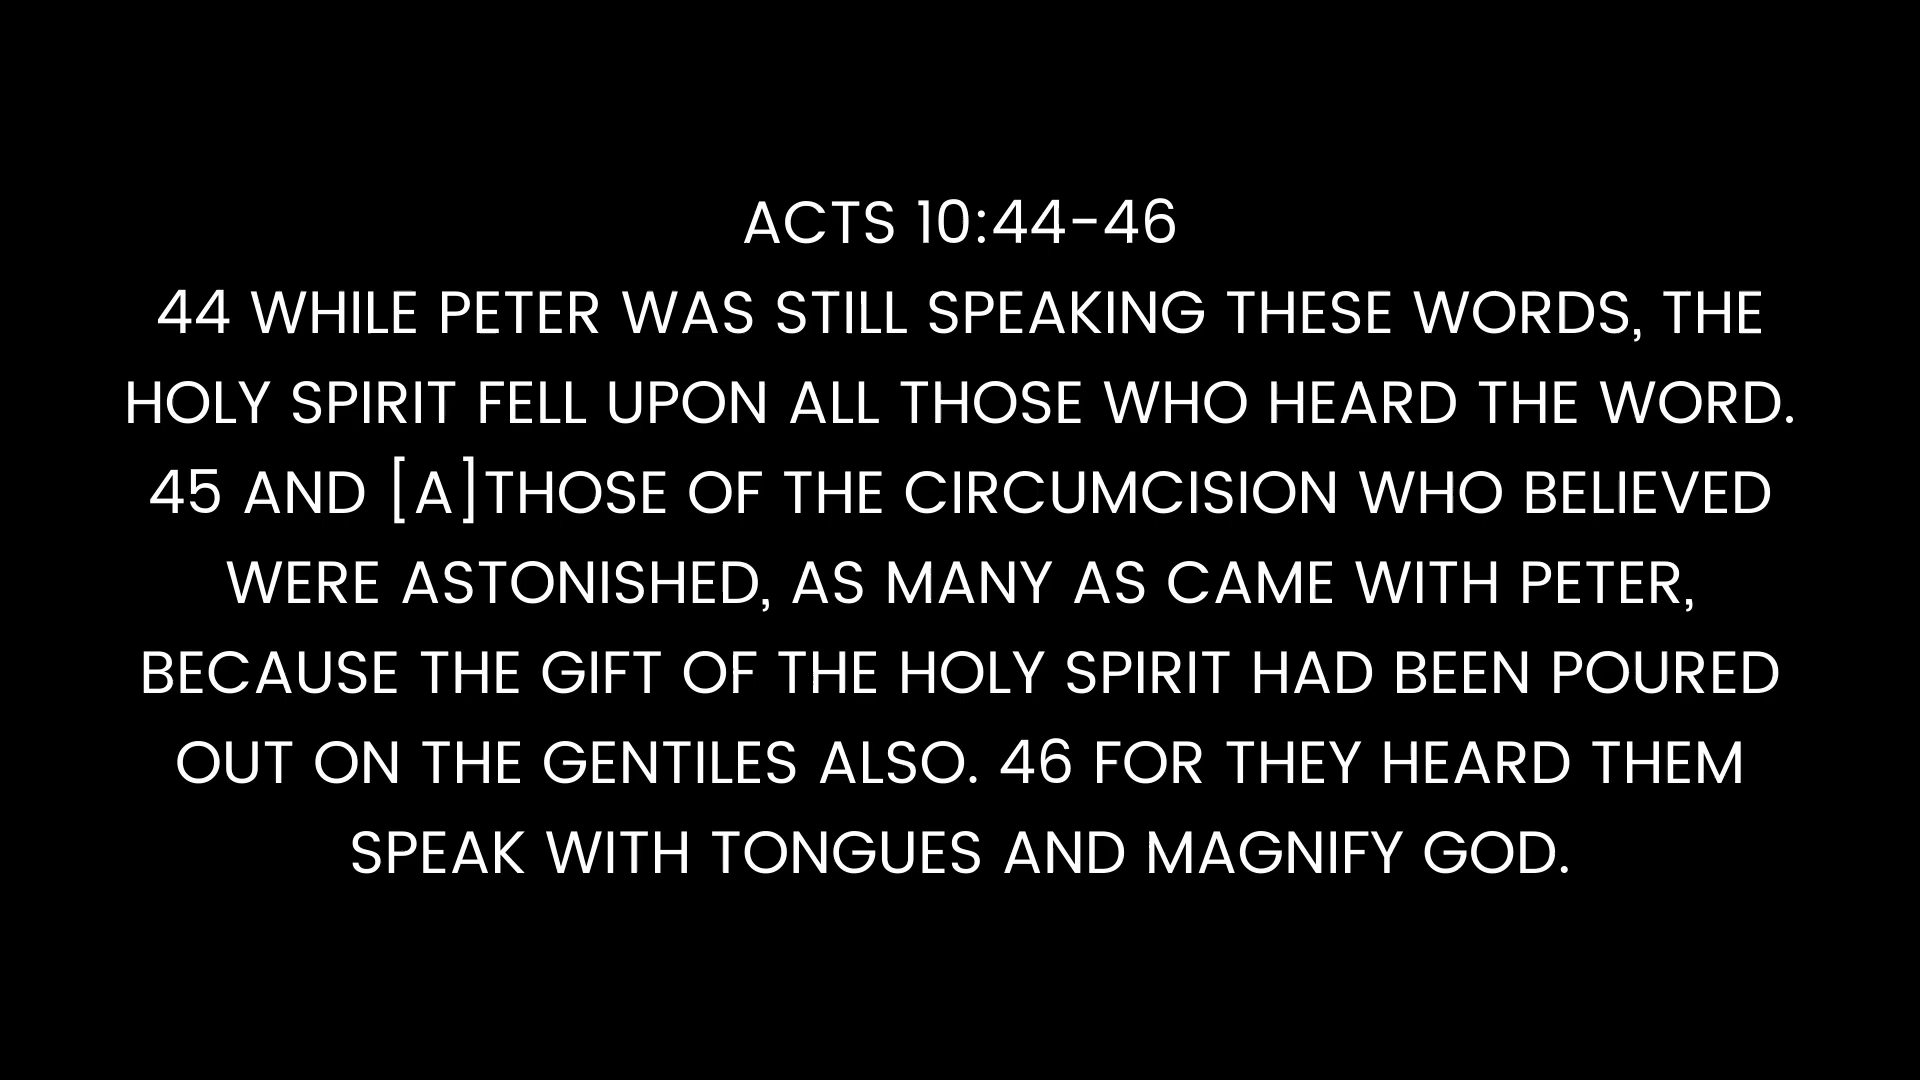 ACTS 10:44-46
44 WHILE PETER WAS STILL SPEAKING THESE WORDS, THE
HOLY SPIRIT FELL UPON ALL THOSE WHO HEARD THE WORD.
45 AND [A]THOSE OF THE CIRCUMCISION WHO BELIEVED
WERE ASTONISHED, AS MANY AS CAME WITH PETER,
BECAUSE THE GIFT OF THE HOLY SPIRIT HAD BEEN POURED
OUT ON THE GENTILES ALSO. 46 FOR THEY HEARD THEM
SPEAK WITH TONGUES AND MAGNIFY GOD.